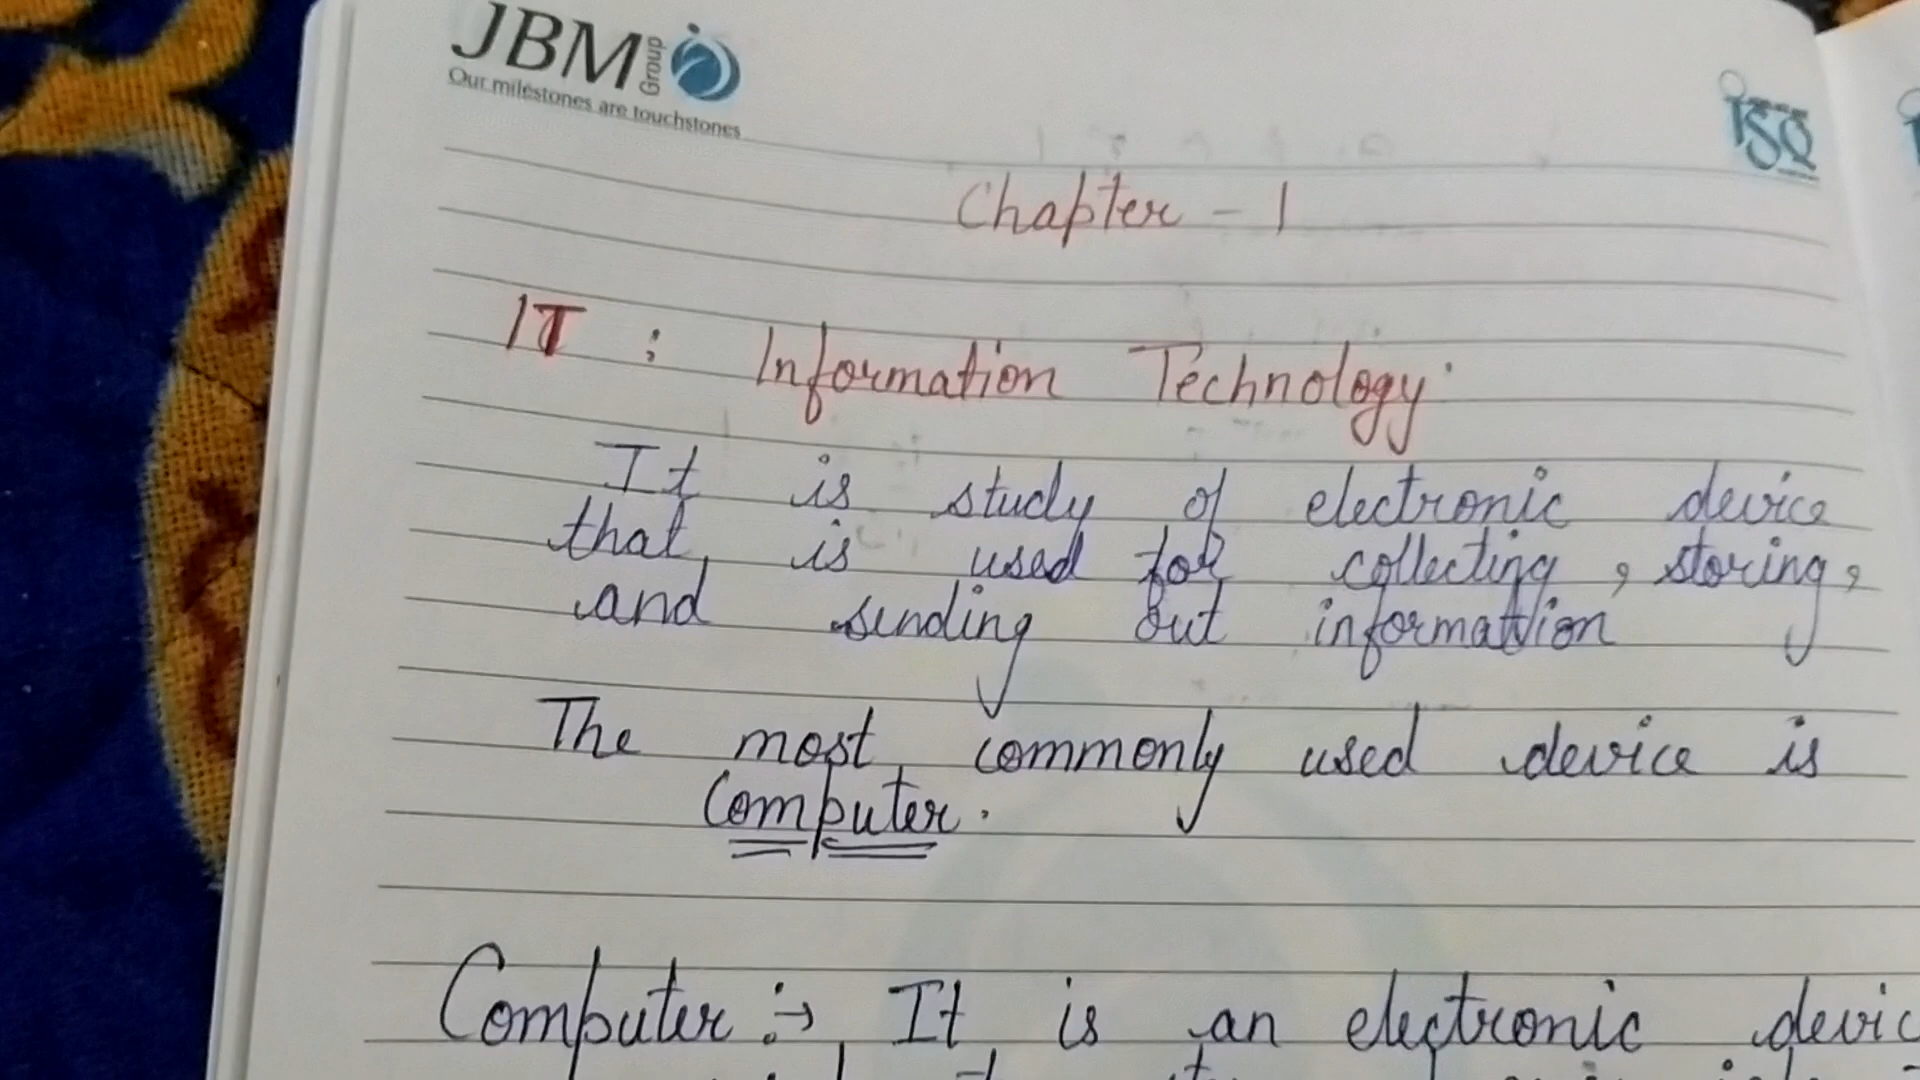 JBM Group
Our milestones are touchstones
Chapter - 1
IT : Information Technology.
It is study of electronic device
that is used for collecting, storing,
and sending out information
The most commonly used device is
Computer.
Computer :→ It is an electronic